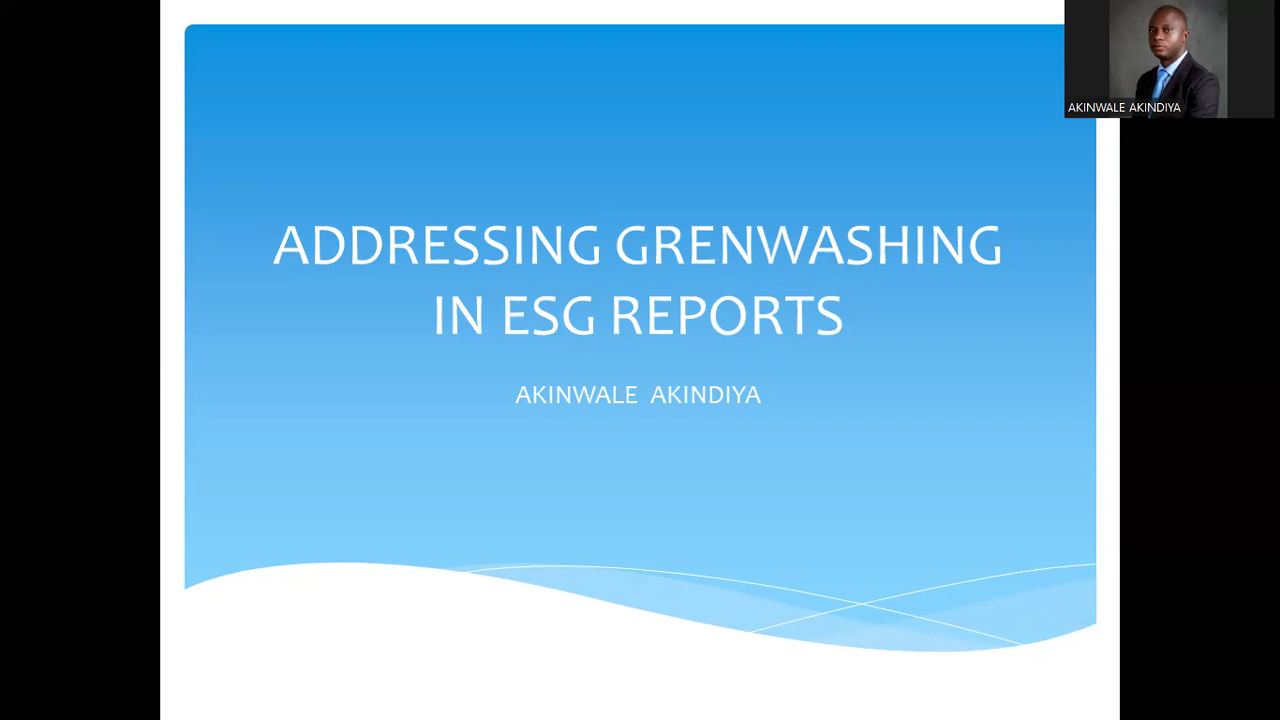 AKINWALE AKINDIYA
ADDRESSING GRENWASHING
IN ESG REPORTS
AKINWALE AKINDIYA